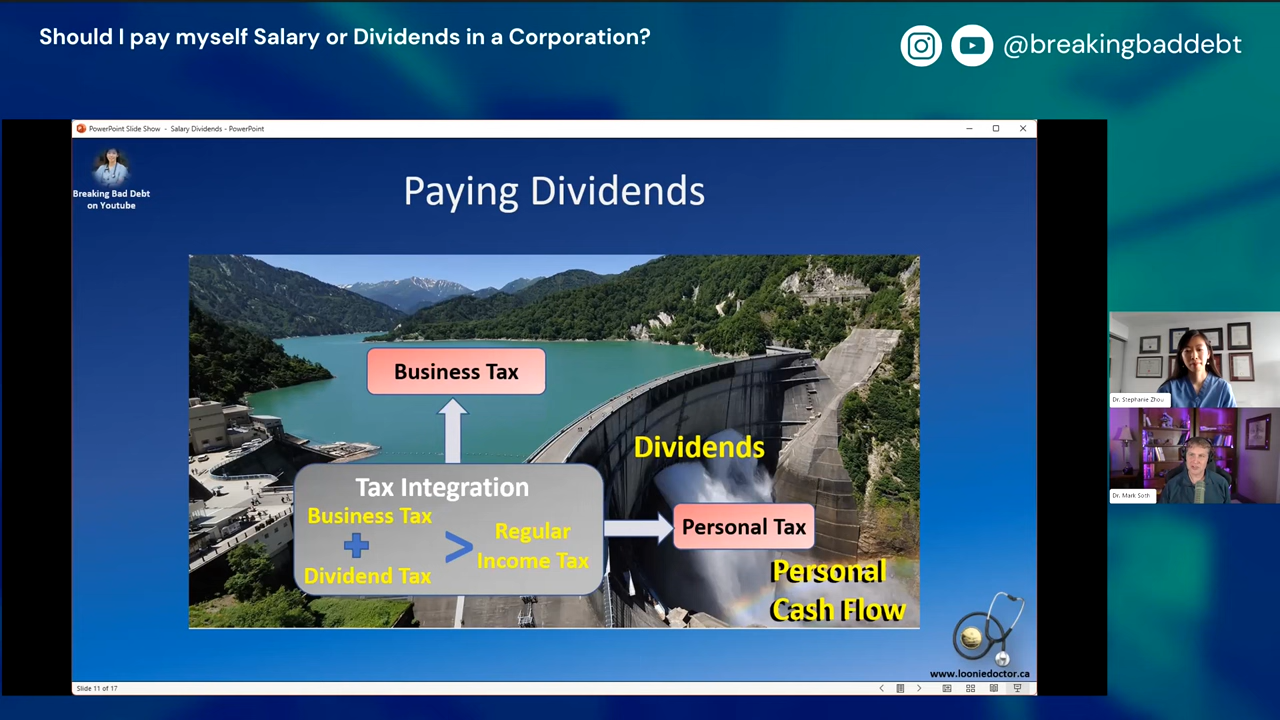 Should I pay myself Salary or Dividends in a Corporation?
@breakingbaddebt
PowerPoint Slide Show - Salary Dividends - PowerPoint
Breaking Bad Debt
on Youtube
Paying Dividends
Business Tax
Dividends
Tax Integration
Business Tax
+
Dividend Tax
>
Regular
Income Tax
Personal Tax
Personal
Cash Flow
www.looniedoctor.ca
Slide 11 of 17
Dr. Stephanie Zhou
Dr. Mark Soth